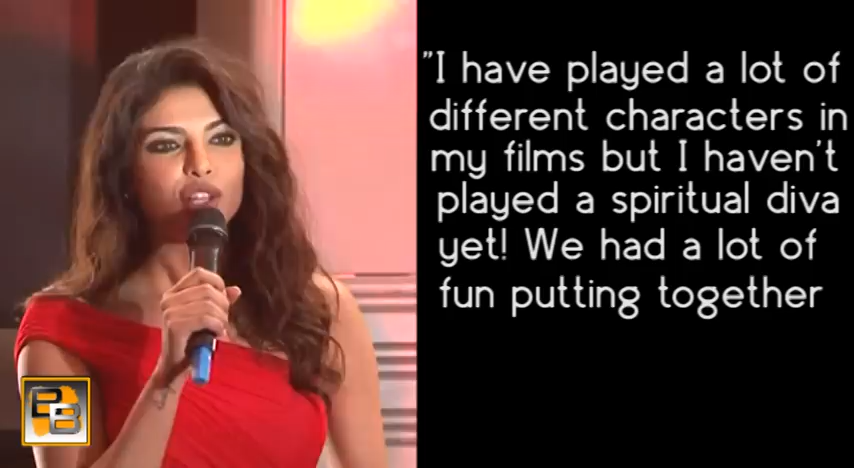 "I have played a lot of
different characters in
my films but I haven't
played a spiritual diva
yet! We had a lot of
fun putting together
BB